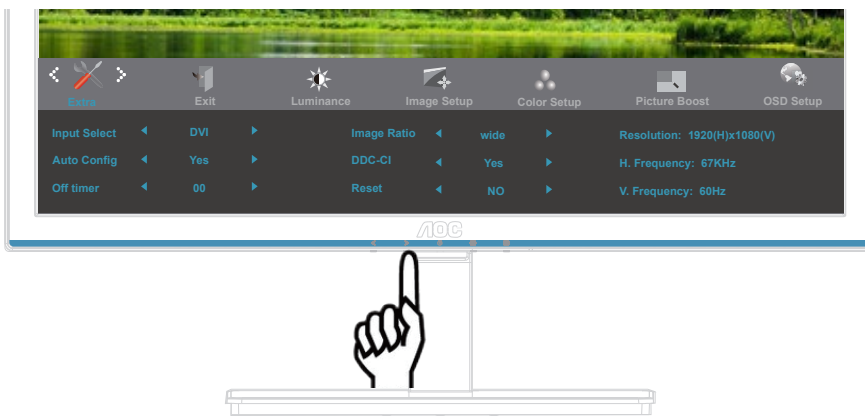 Extra Exit Luminance Image Setup Color Setup Picture Boost OSD Setup
Input Select DVI Image Ratio wide Resolution: 1920(H)x1080(V)
Auto Config Yes DDC-CI Yes H. Frequency: 67KHz
Off timer 00 Reset NO V. Frequency: 60Hz
AOC